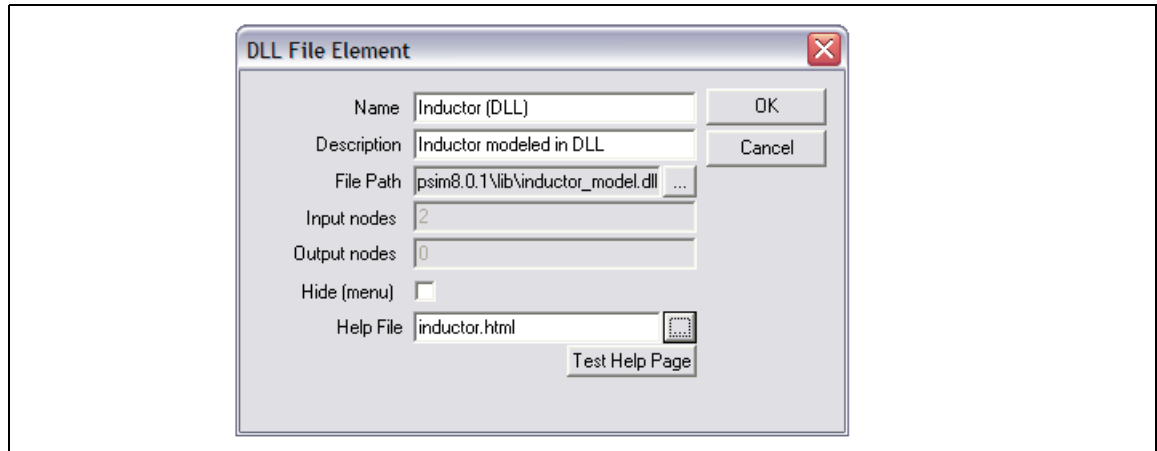 DLL File Element
Name Inductor (DLL) OK
Description Inductor modeled in DLL Cancel
File Path psim8.0.1\lib\inductor_model.dll ...
Input nodes 2
Output nodes 0
Hide (menu)
Help File inductor.html ...
Test Help Page